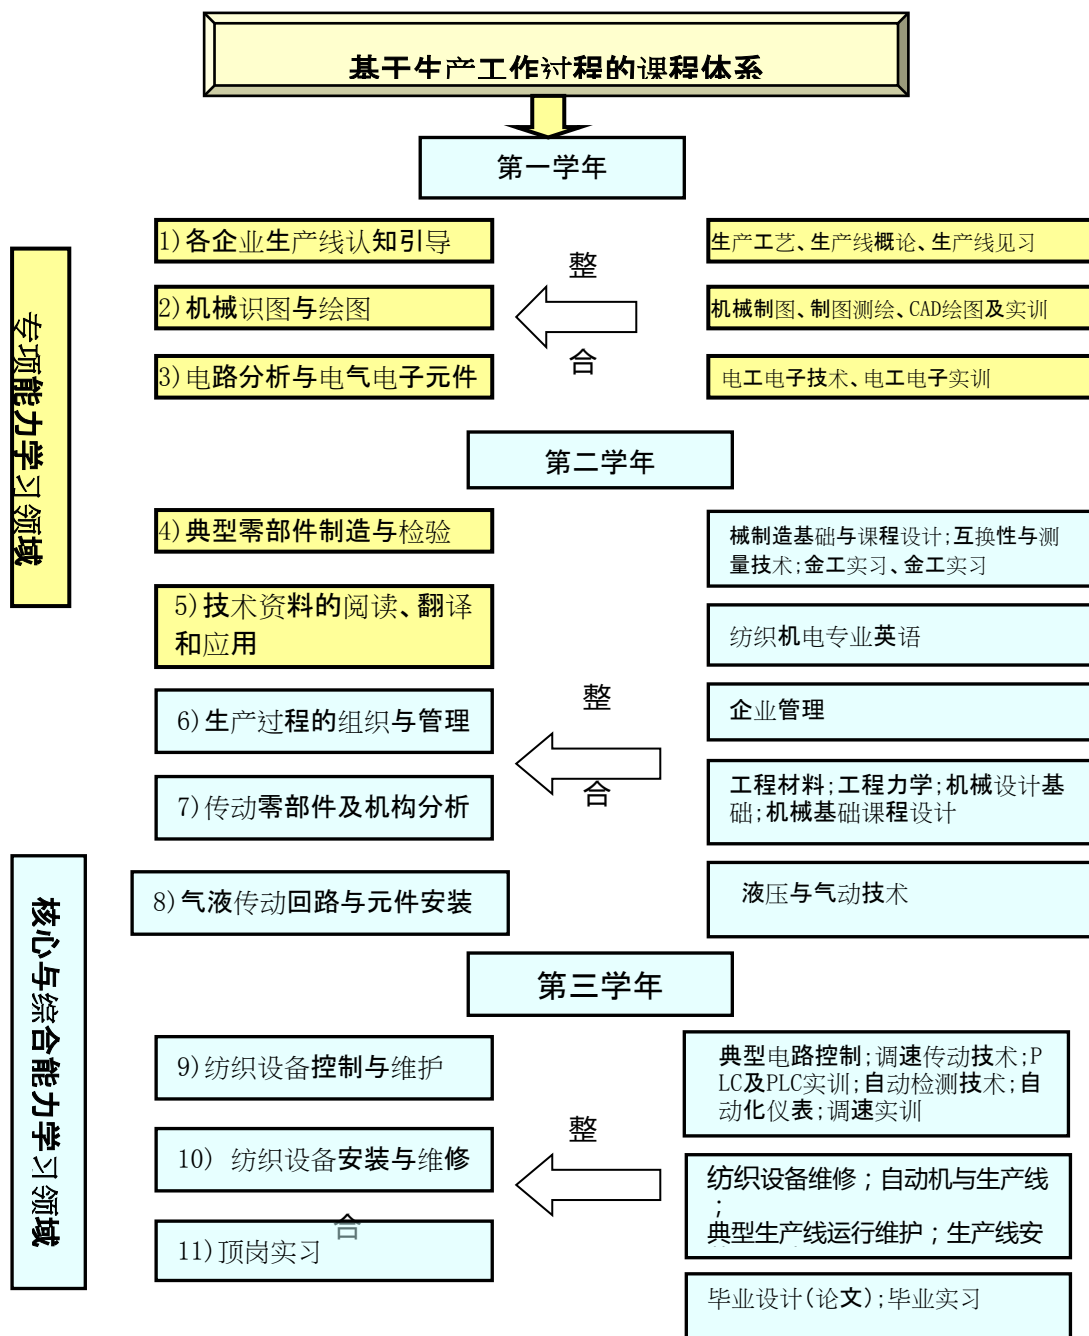 基于生产工作过程的课程体系
第一学年
专项能力学习领域
1)各企业生产线认知引导
整
生产工艺、生产线概论、生产线见习
2)机械识图与绘图
机械制图、制图测绘、CAD绘图及实训
合
3)电路分析与电气电子元件
电工电子技术、电工电子实训
第二学年
4)典型零部件制造与检验
械制造基础与课程设计;互换性与测
量技术;金工实习、金工实习
5)技术资料的阅读、翻译
和应用
纺织机电专业英语
6)生产过程的组织与管理
整
企业管理
7)传动零部件及机构分析
合
工程材料;工程力学;机械设计基
础;机械基础课程设计
核心与综合能力学习领域
8)气液传动回路与元件安装
液压与气动技术
第三学年
9)纺织设备控制与维护
典型电路控制;调速传动技术;P
LC及PLC实训;自动检测技术;自
动化仪表;调速实训
整
10) 纺织设备安装与维修
纺织设备维修；自动机与生产线
；
典型生产线运行维护；生产线安
合
11)顶岗实习
毕业设计(论文);毕业实习